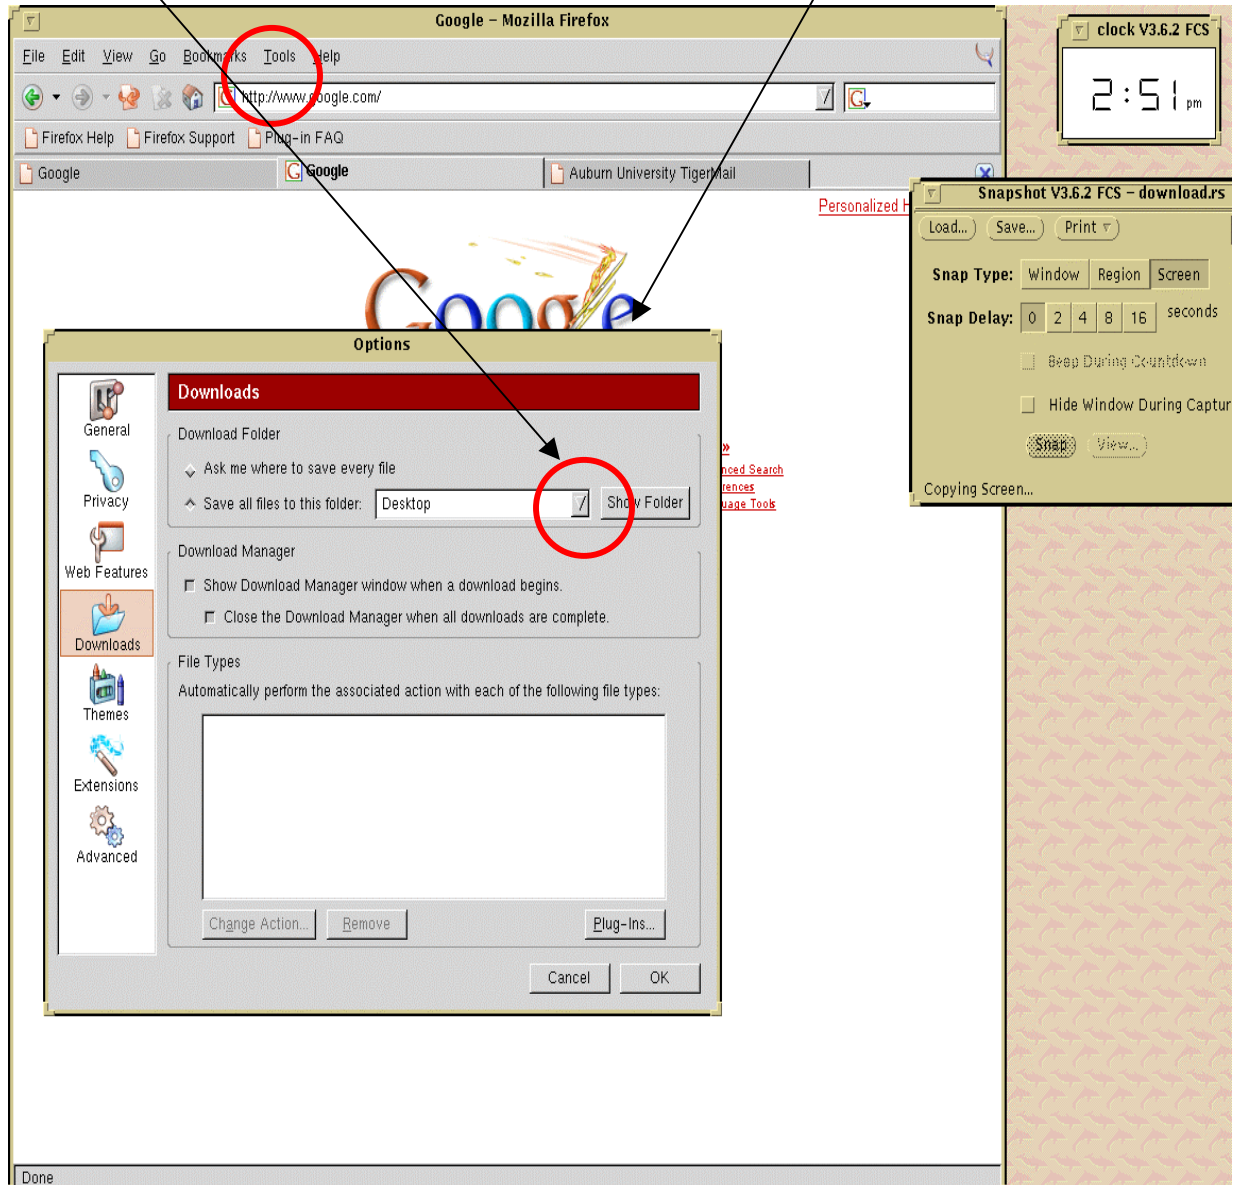 Google – Mozilla Firefox
File Edit View Go Bookmarks Tools Help
http://www.google.com/
G
Firefox Help Firefox Support Plug-in FAQ
Google
Google
Auburn University TigerMail
Personalized H
Google
clock V3.6.2 FCS
2:51 pm
Snapshot V3.6.2 FCS – download.rs
Load... Save... Print
Snap Type: Window Region Screen
Snap Delay: 0 2 4 8 16 seconds
Beep During Countdown
Hide Window During Captur
Snap View...
Copying Screen...
Options
General
Privacy
Web Features
Downloads
Themes
Extensions
Advanced
Downloads
Download Folder
Ask me where to save every file
Save all files to this folder: Desktop Show Folder
Download Manager
Show Download Manager window when a download begins.
Close the Download Manager when all downloads are complete.
File Types
Automatically perform the associated action with each of the following file types:
Change Action... Remove Plug-Ins...
Cancel OK
»
nced Search
rences
uage Tools
Done